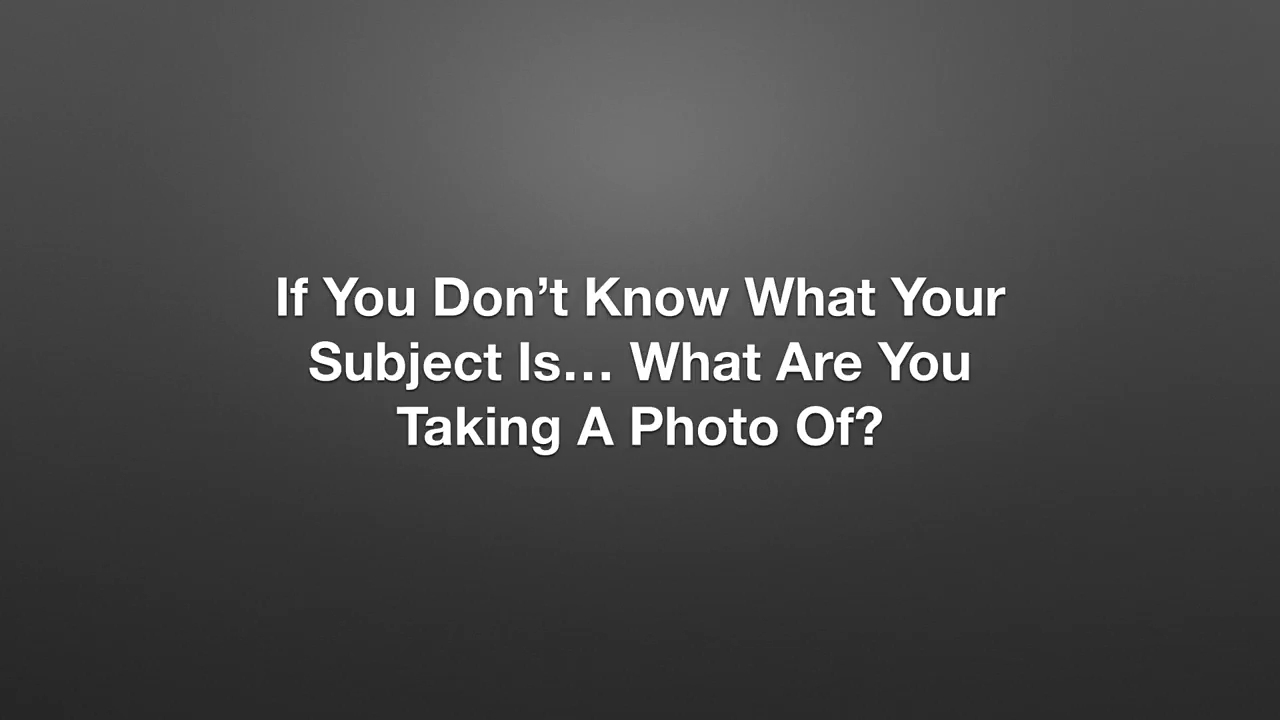 If You Don’t Know What Your
Subject Is… What Are You
Taking A Photo Of?